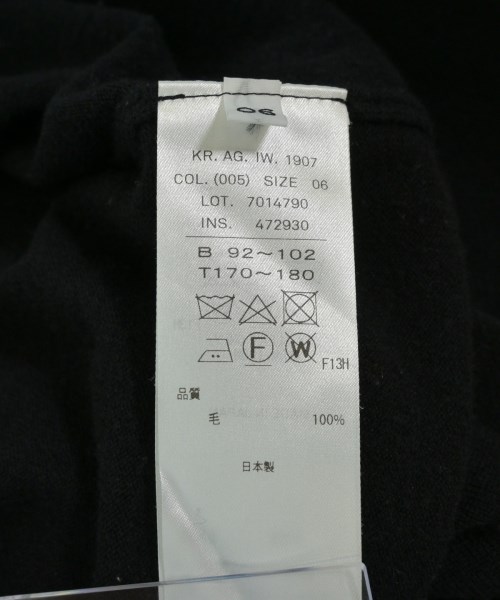 06
KR. AG. IW. 1907
COL. (005) SIZE 06
LOT. 7014790
INS. 472930
B 92～102
T170～180
F W F13H
品質
毛 100%
日本製